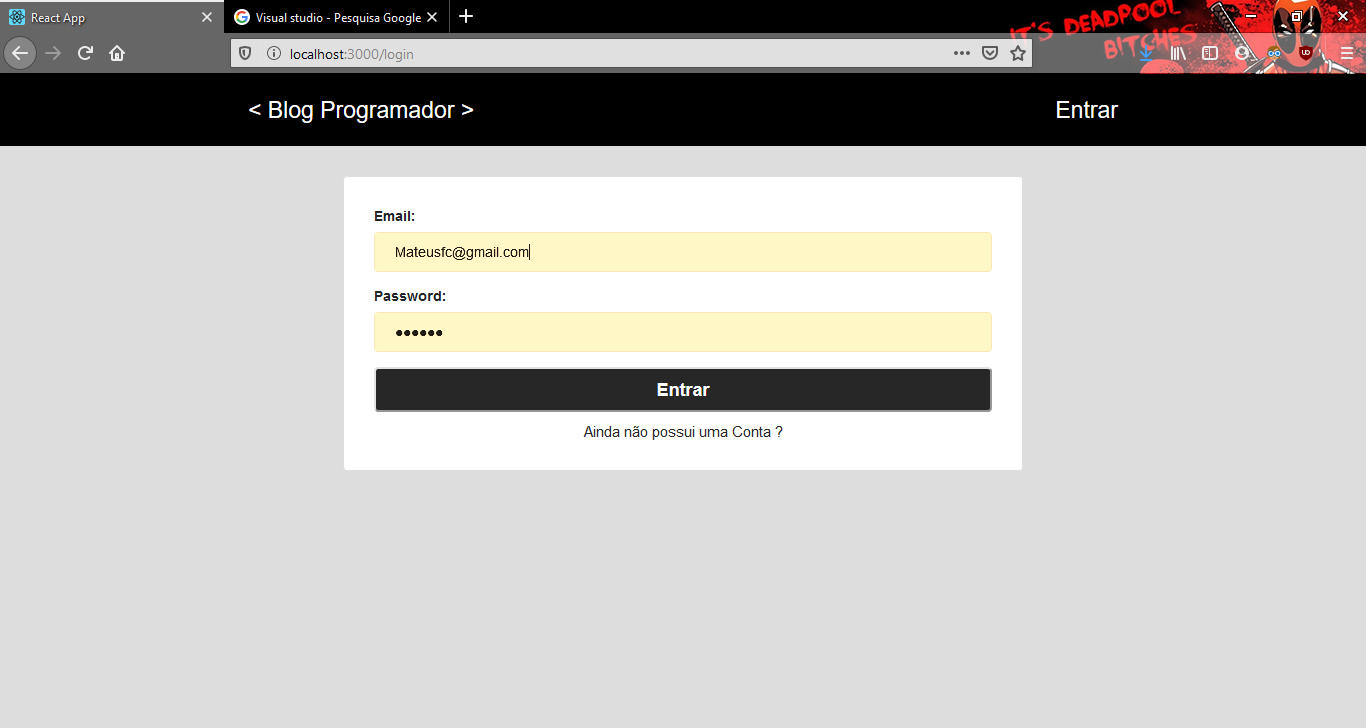 React App
Visual studio - Pesquisa Google
IT'S DEADPOOL
BITCHES
localhost:3000/login
< Blog Programador >
Entrar
Email:
Mateusfc@gmail.com
Password:
••••••
Entrar
Ainda não possui uma Conta ?